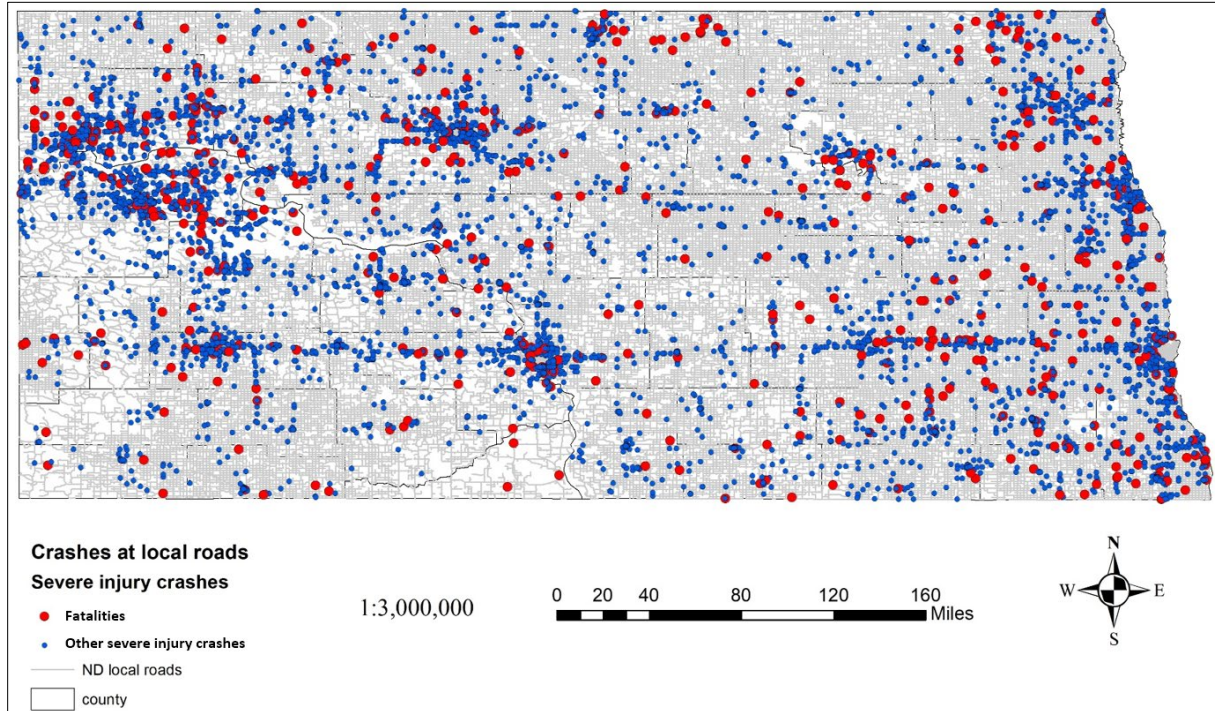 Crashes at local roads
Severe injury crashes
Fatalities
Other severe injury crashes
ND local roads
county
1:3,000,000
0 20 40 80 120 160
Miles
N
W E
S